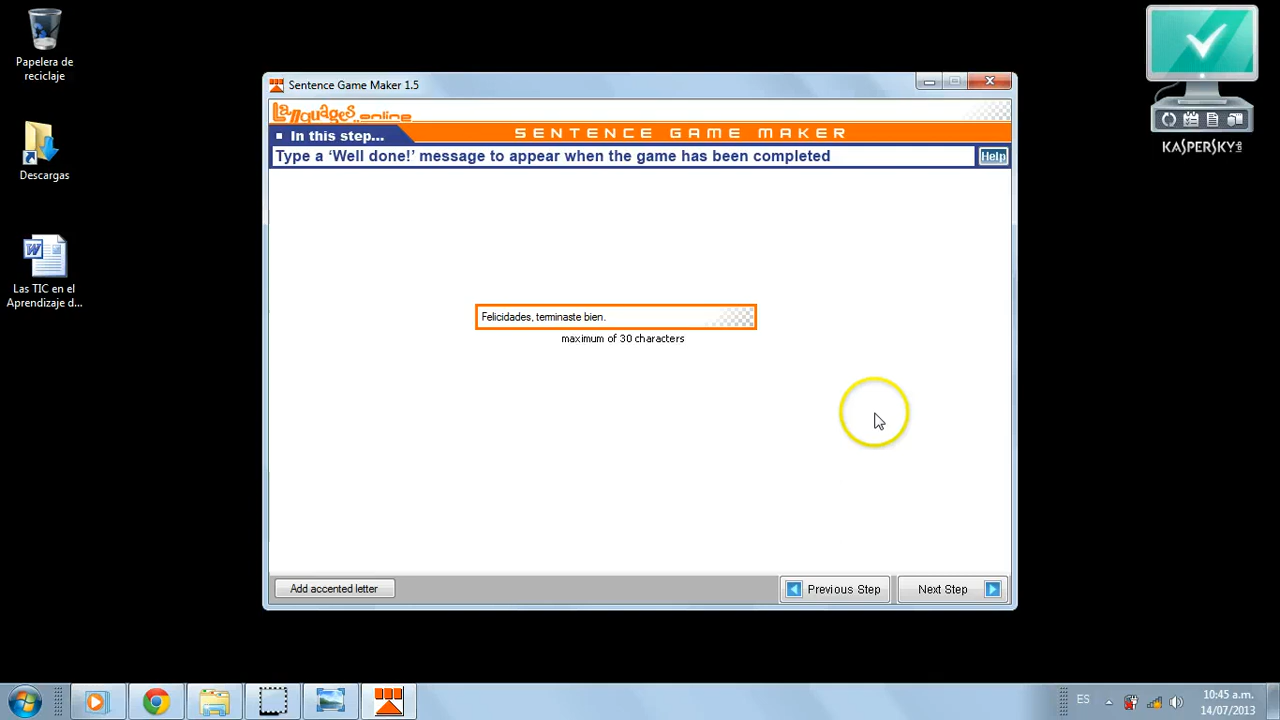 Papelera de
reciclaje
Descargas
Las TIC en el
Aprendizaje d...
Sentence Game Maker 1.5
Languages online
In this step...
SENTENCE GAME MAKER
Type a ‘Well done!’ message to appear when the game has been completed
Help
Felicidades, terminaste bien.
maximum of 30 characters
Add accented letter
Previous Step
Next Step
KASPERSKY
ES
10:45 a.m.
14/07/2013